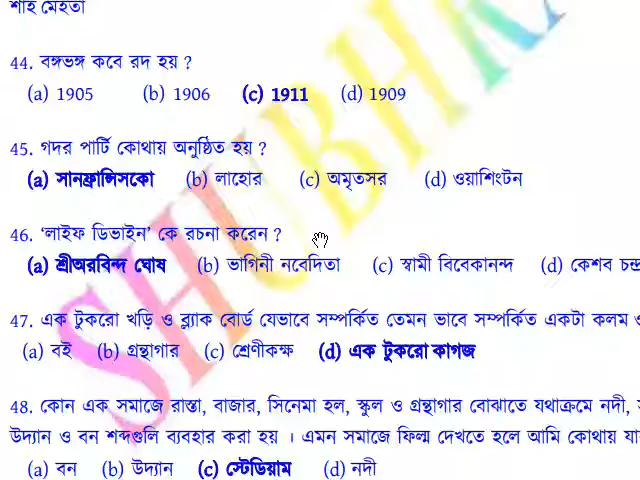 শাহ মেহতা
44. বঙ্গভঙ্গ কবে রদ হয় ?
(a) 1905 (b) 1906 (c) 1911 (d) 1909
45. গদর পার্টি কোথায় অনুষ্ঠিত হয় ?
(a) সানফ্রান্সিসকো (b) লাহোর (c) অমৃতসর (d) ওয়াশিংটন
46. ‘লাইফ ডিভাইন’ কে রচনা করেন ?
(a) শ্রীঅরবিন্দ ঘোষ (b) ভাগিনী নবেদিতা (c) স্বামী বিবেকানন্দ (d) কেশব চন্দ্র
47. এক টুকরো খড়ি ও ব্ল্যাক বোর্ড যেভাবে সম্পর্কিত তেমন ভাবে সম্পর্কিত একটা কলম
(a) বই (b) গ্রন্থাগার (c) শ্রেণীকক্ষ (d) এক টুকরো কাগজ
48. কোন এক সমাজে রাস্তা, বাজার, সিনেমা হল, স্কুল ও গ্রন্থাগার বোঝাতে যথাক্রমে নদী,
উদ্যান ও বন শব্দগুলি ব্যবহার করা হয় । এমন সমাজে ফিল্ম দেখতে হলে আমি কোথায়
(a) বন (b) উদ্যান (c) স্টেডিয়াম (d) নদী